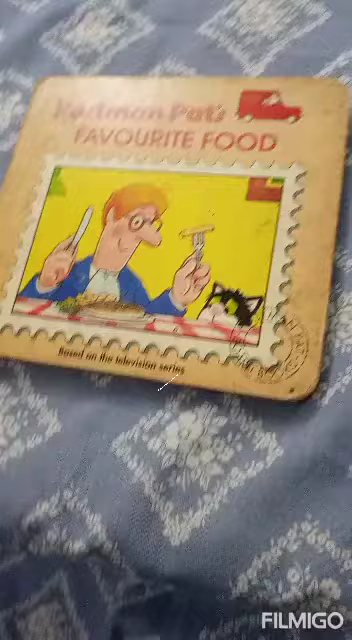 Postman Pat's
FAVOURITE FOOD
Based on the television series
FILMIGO